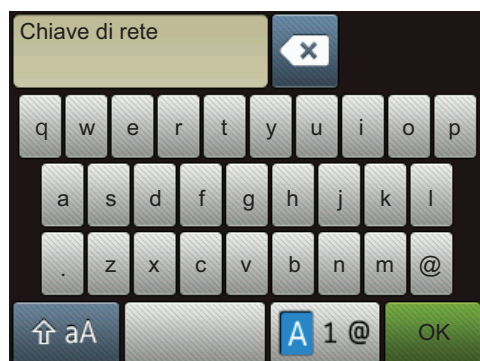 Chiave di rete
q w e r t y u i o p
a s d f g h j k l
. z x c v b n m @
aA A 1 @ OK